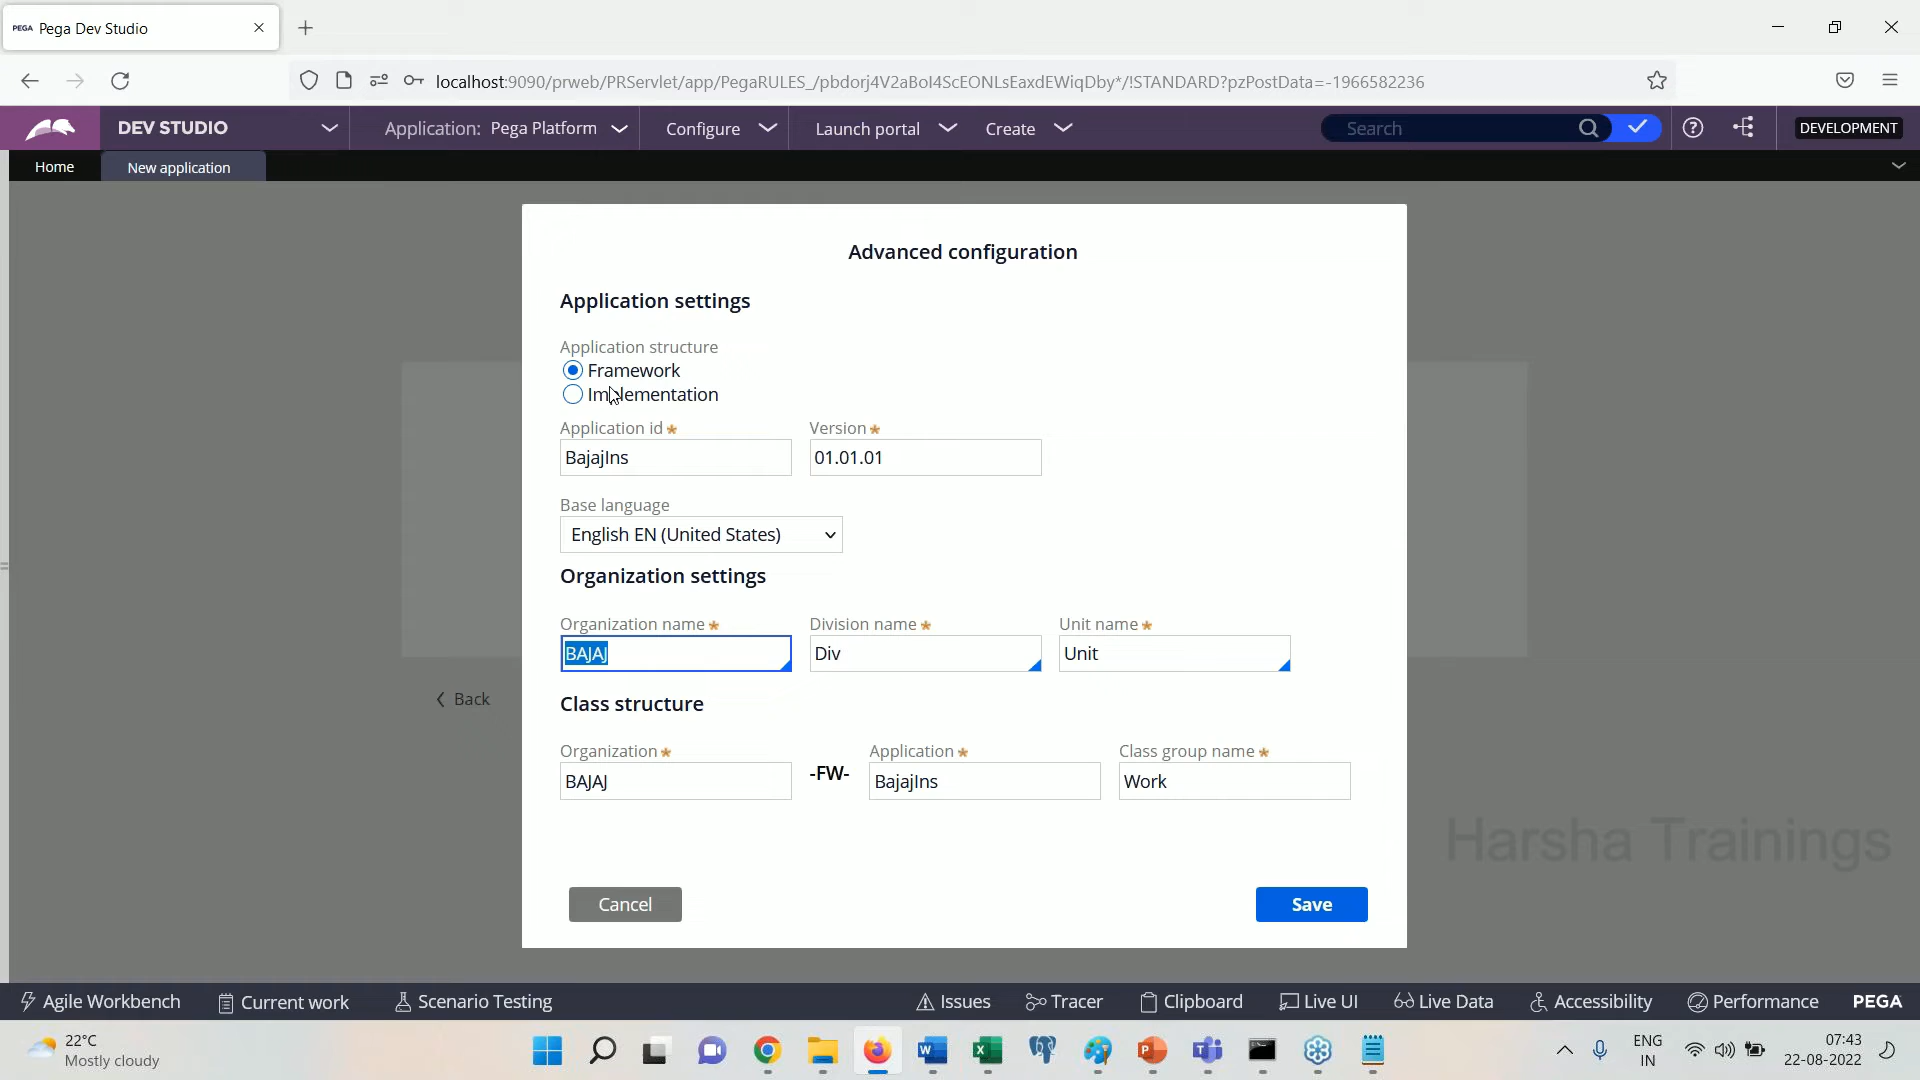 PEGA Pega Dev Studio
localhost:9090/prweb/PRServlet/app/PegaRULES_/pbdorj4V2aBoI4ScEONLsEaxdEWiqDby*/!STANDARD?pzPostData=-1966582236
DEV STUDIO
Application: Pega Platform
Configure
Launch portal
Create
Search
DEVELOPMENT
Home
New application
Advanced configuration
Application settings
Application structure
Framework
Implementation
Application id * Version *
BajajIns 01.01.01
Base language
English EN (United States)
Organization settings
Organization name * Division name * Unit name *
BAJAJ Div Unit
Back
Class structure
Organization * Application * Class group name *
BAJAJ -FW- BajajIns Work
Harsha Trainings
Cancel Save
Agile Workbench Current work Scenario Testing Issues Tracer Clipboard Live UI Live Data Accessibility Performance PEGA
22°C
Mostly cloudy
ENG
IN
07:43
22-08-2022